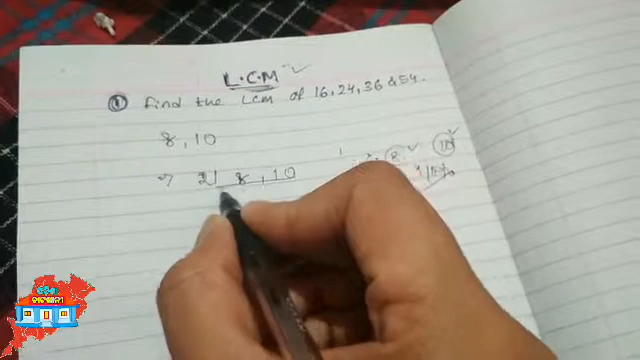 L.C.M
① Find the Lcm of 16, 24, 36 & 54.
8, 10
→ 2) 8, 10